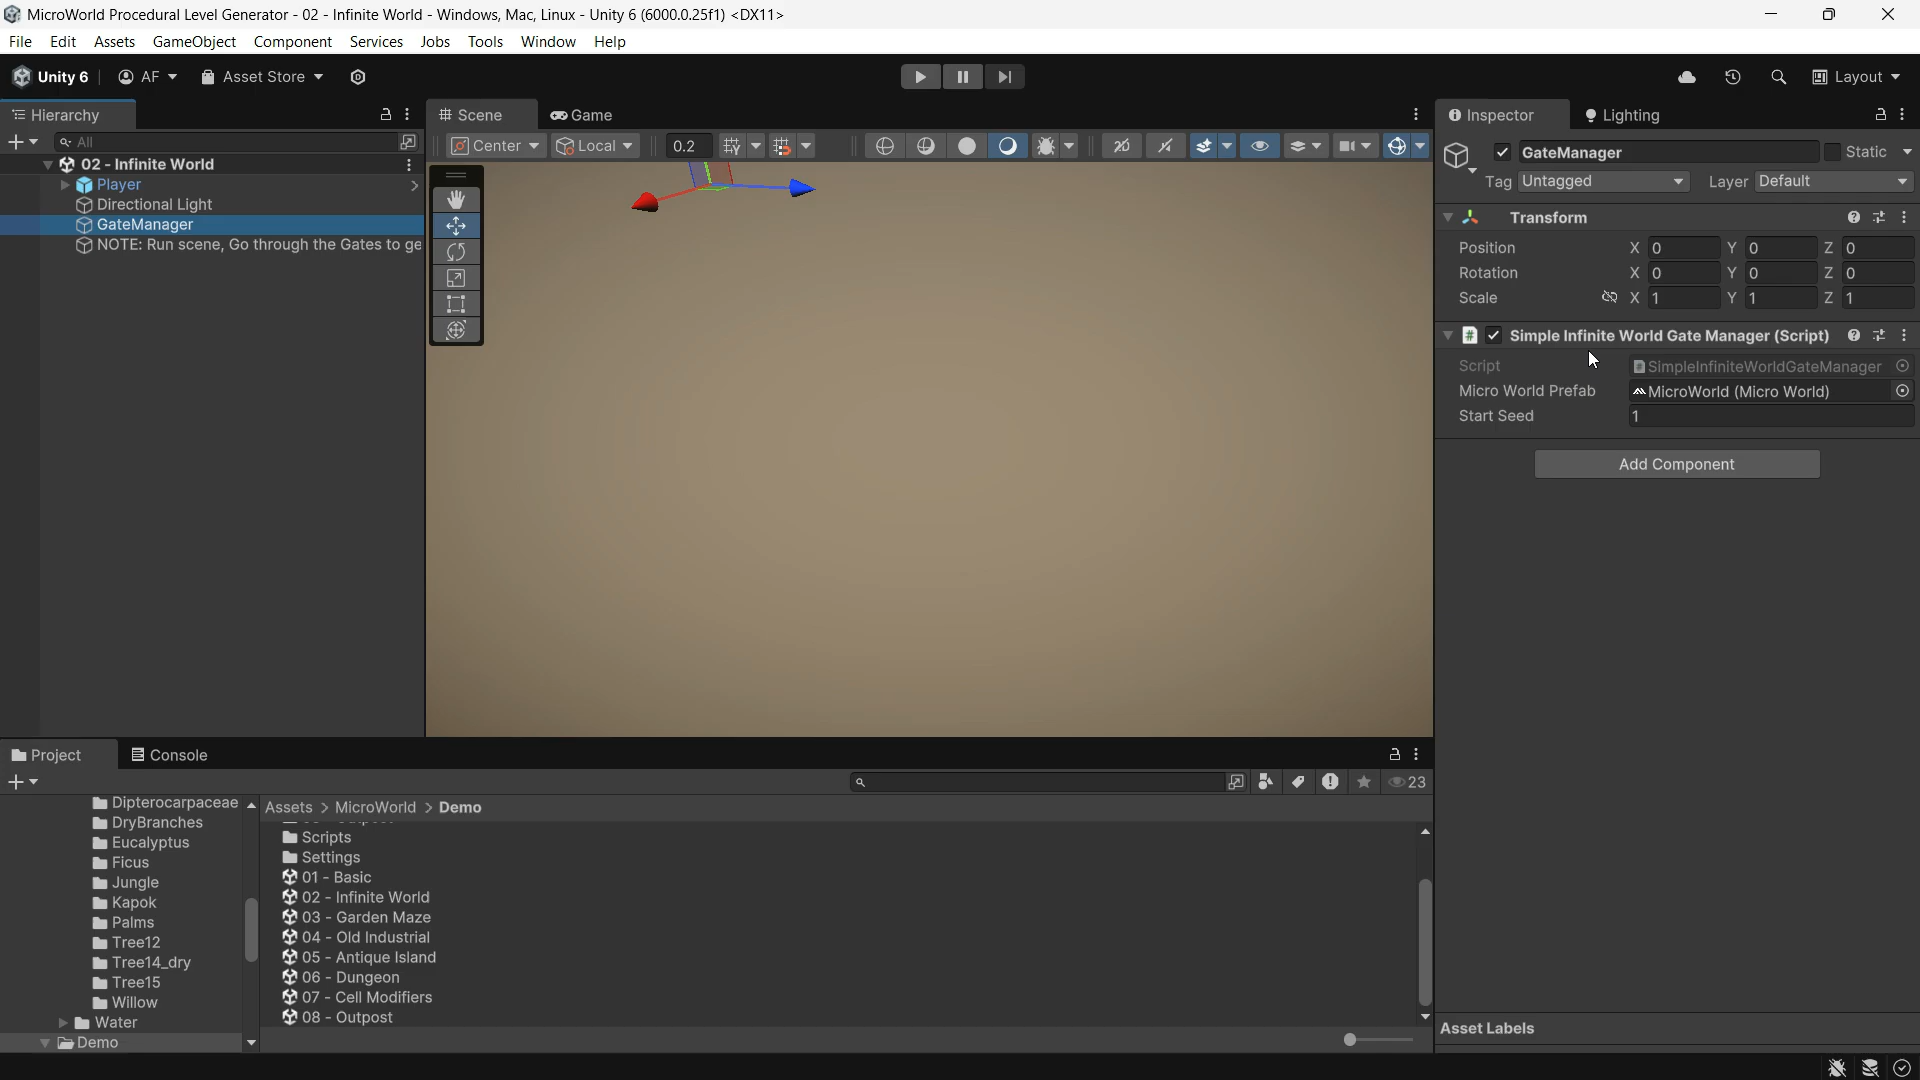 MicroWorld Procedural Level Generator - 02 - Infinite World - Windows, Mac, Linux - Unity 6 (6000.0.25f1) <DX11>
File Edit Assets GameObject Component Services Jobs Tools Window Help
Unity 6 AF Asset Store Layout
Hierarchy
All
02 - Infinite World
Player
Directional Light
GateManager
NOTE: Run scene, Go through the Gates to ge
Scene Game
Center Local 0.2 2D
Inspector Lighting
GateManager Static
Tag Untagged Layer Default
Transform
Position X 0 Y 0 Z 0
Rotation X 0 Y 0 Z 0
Scale X 1 Y 1 Z 1
# Simple Infinite World Gate Manager (Script)
Script SimpleInfiniteWorldGateManager
Micro World Prefab MicroWorld (Micro World)
Start Seed 1
Add Component
Project Console
23
Dipterocarpaceae
DryBranches
Eucalyptus
Ficus
Jungle
Kapok
Palms
Tree12
Tree14_dry
Tree15
Willow
Water
Demo
Assets > MicroWorld > Demo
Scripts
Settings
01 - Basic
02 - Infinite World
03 - Garden Maze
04 - Old Industrial
05 - Antique Island
06 - Dungeon
07 - Cell Modifiers
08 - Outpost
Asset Labels